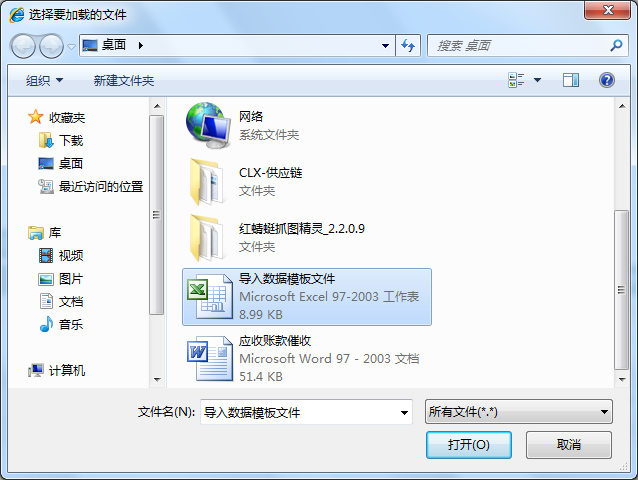 选择要加载的文件
桌面
搜索 桌面
组织
新建文件夹
收藏夹
下载
桌面
最近访问的位置
库
视频
图片
文档
音乐
计算机
网络
系统文件夹
CLX-供应链
文件夹
红蜻蜓抓图精灵_2.2.0.9
文件夹
导入数据模板文件
Microsoft Excel 97-2003 工作表
8.99 KB
应收账款催收
Microsoft Word 97 - 2003 文档
51.4 KB
文件名(N):
导入数据模板文件
所有文件(*.*)
打开(O)
取消